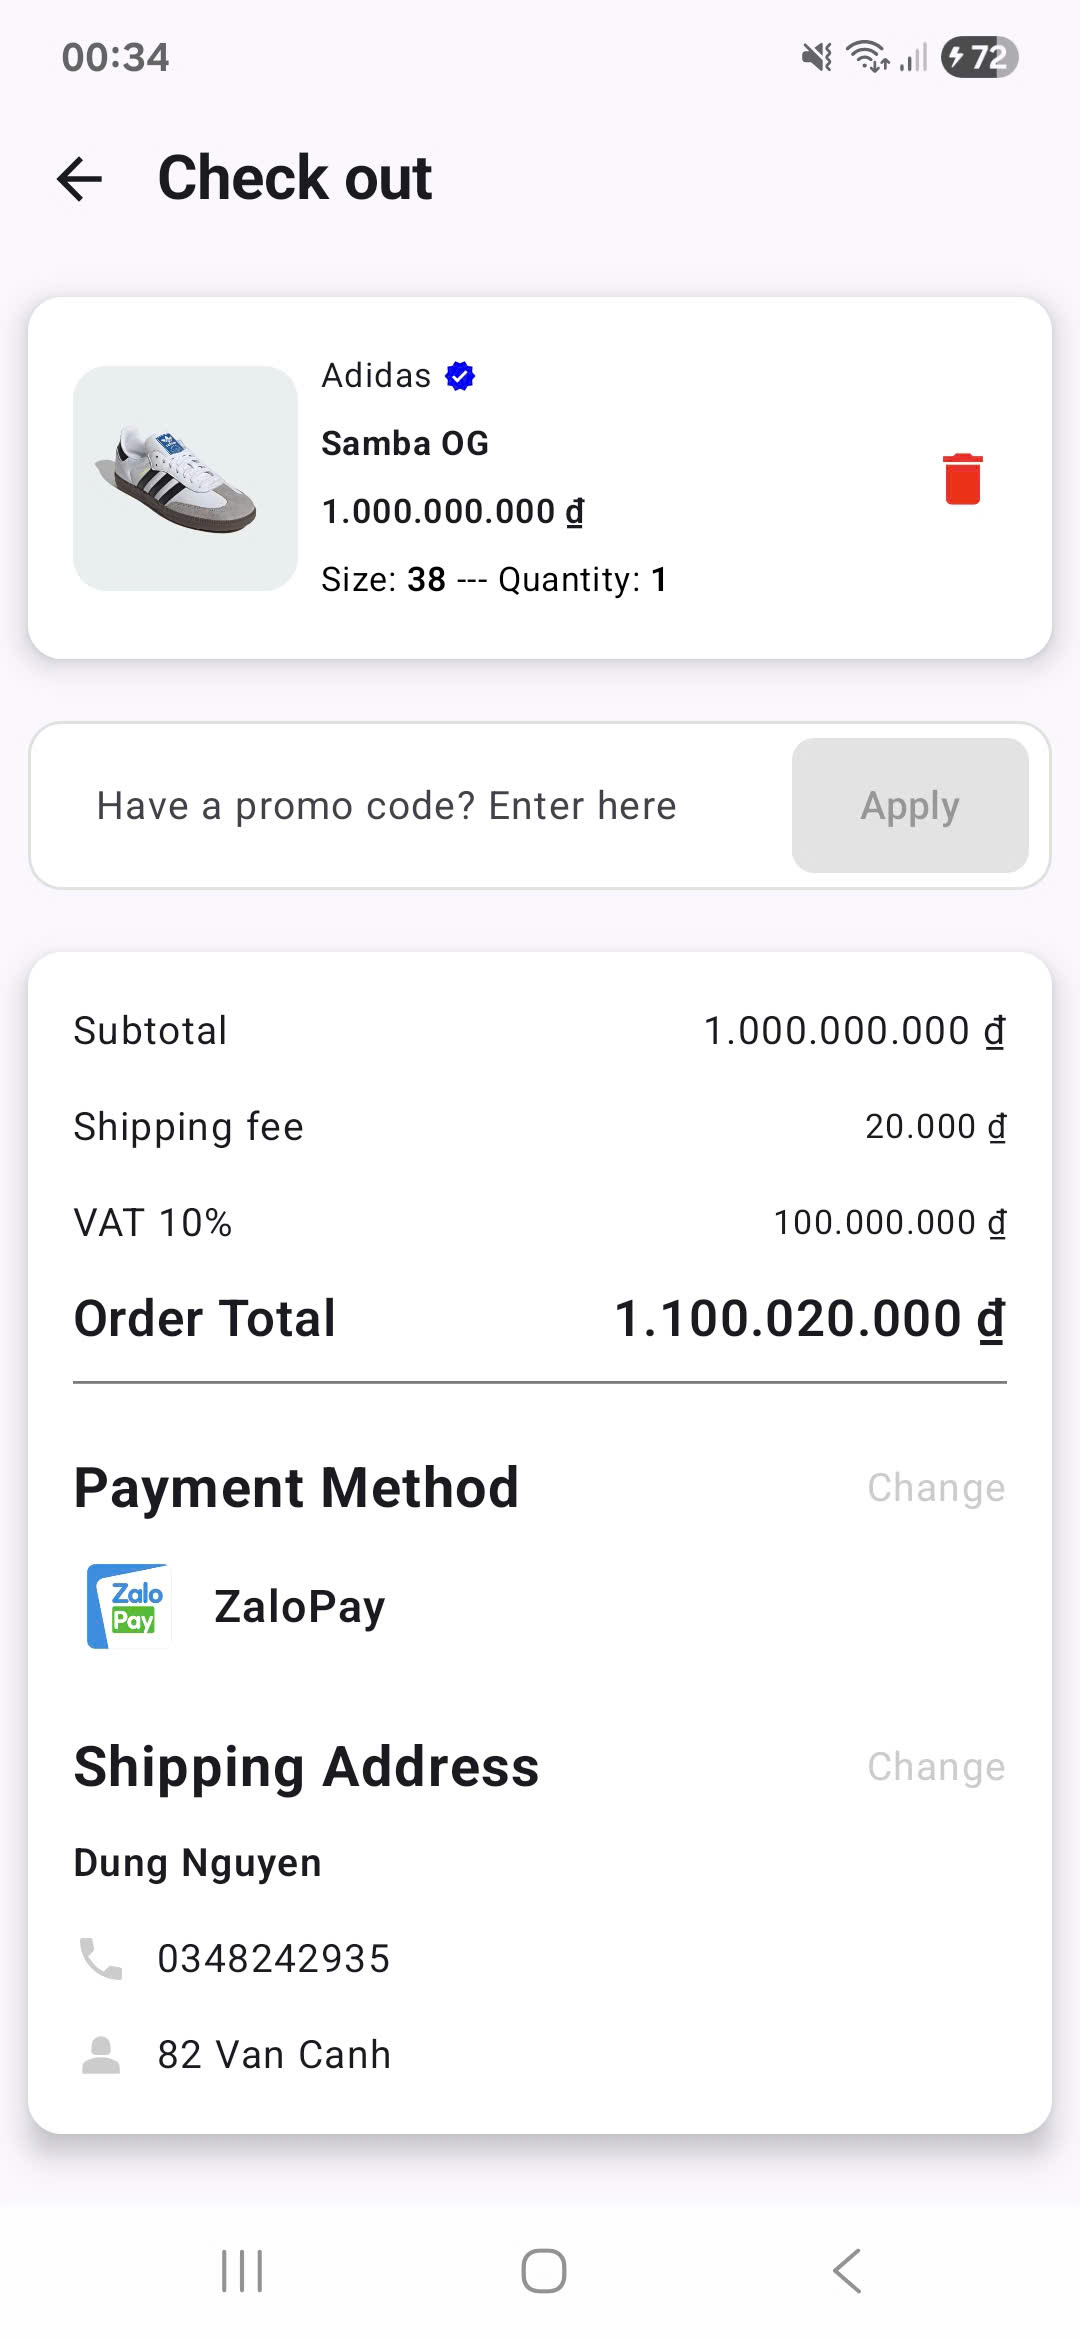 00:34
72
Check out
Adidas
Samba OG
1.000.000.000 ₫
Size: 38 --- Quantity: 1
Have a promo code? Enter here
Apply
Subtotal 1.000.000.000 ₫
Shipping fee 20.000 ₫
VAT 10% 100.000.000 ₫
Order Total 1.100.020.000 ₫
Payment Method Change
Zalo
Pay
ZaloPay
Shipping Address Change
Dung Nguyen
0348242935
82 Van Canh